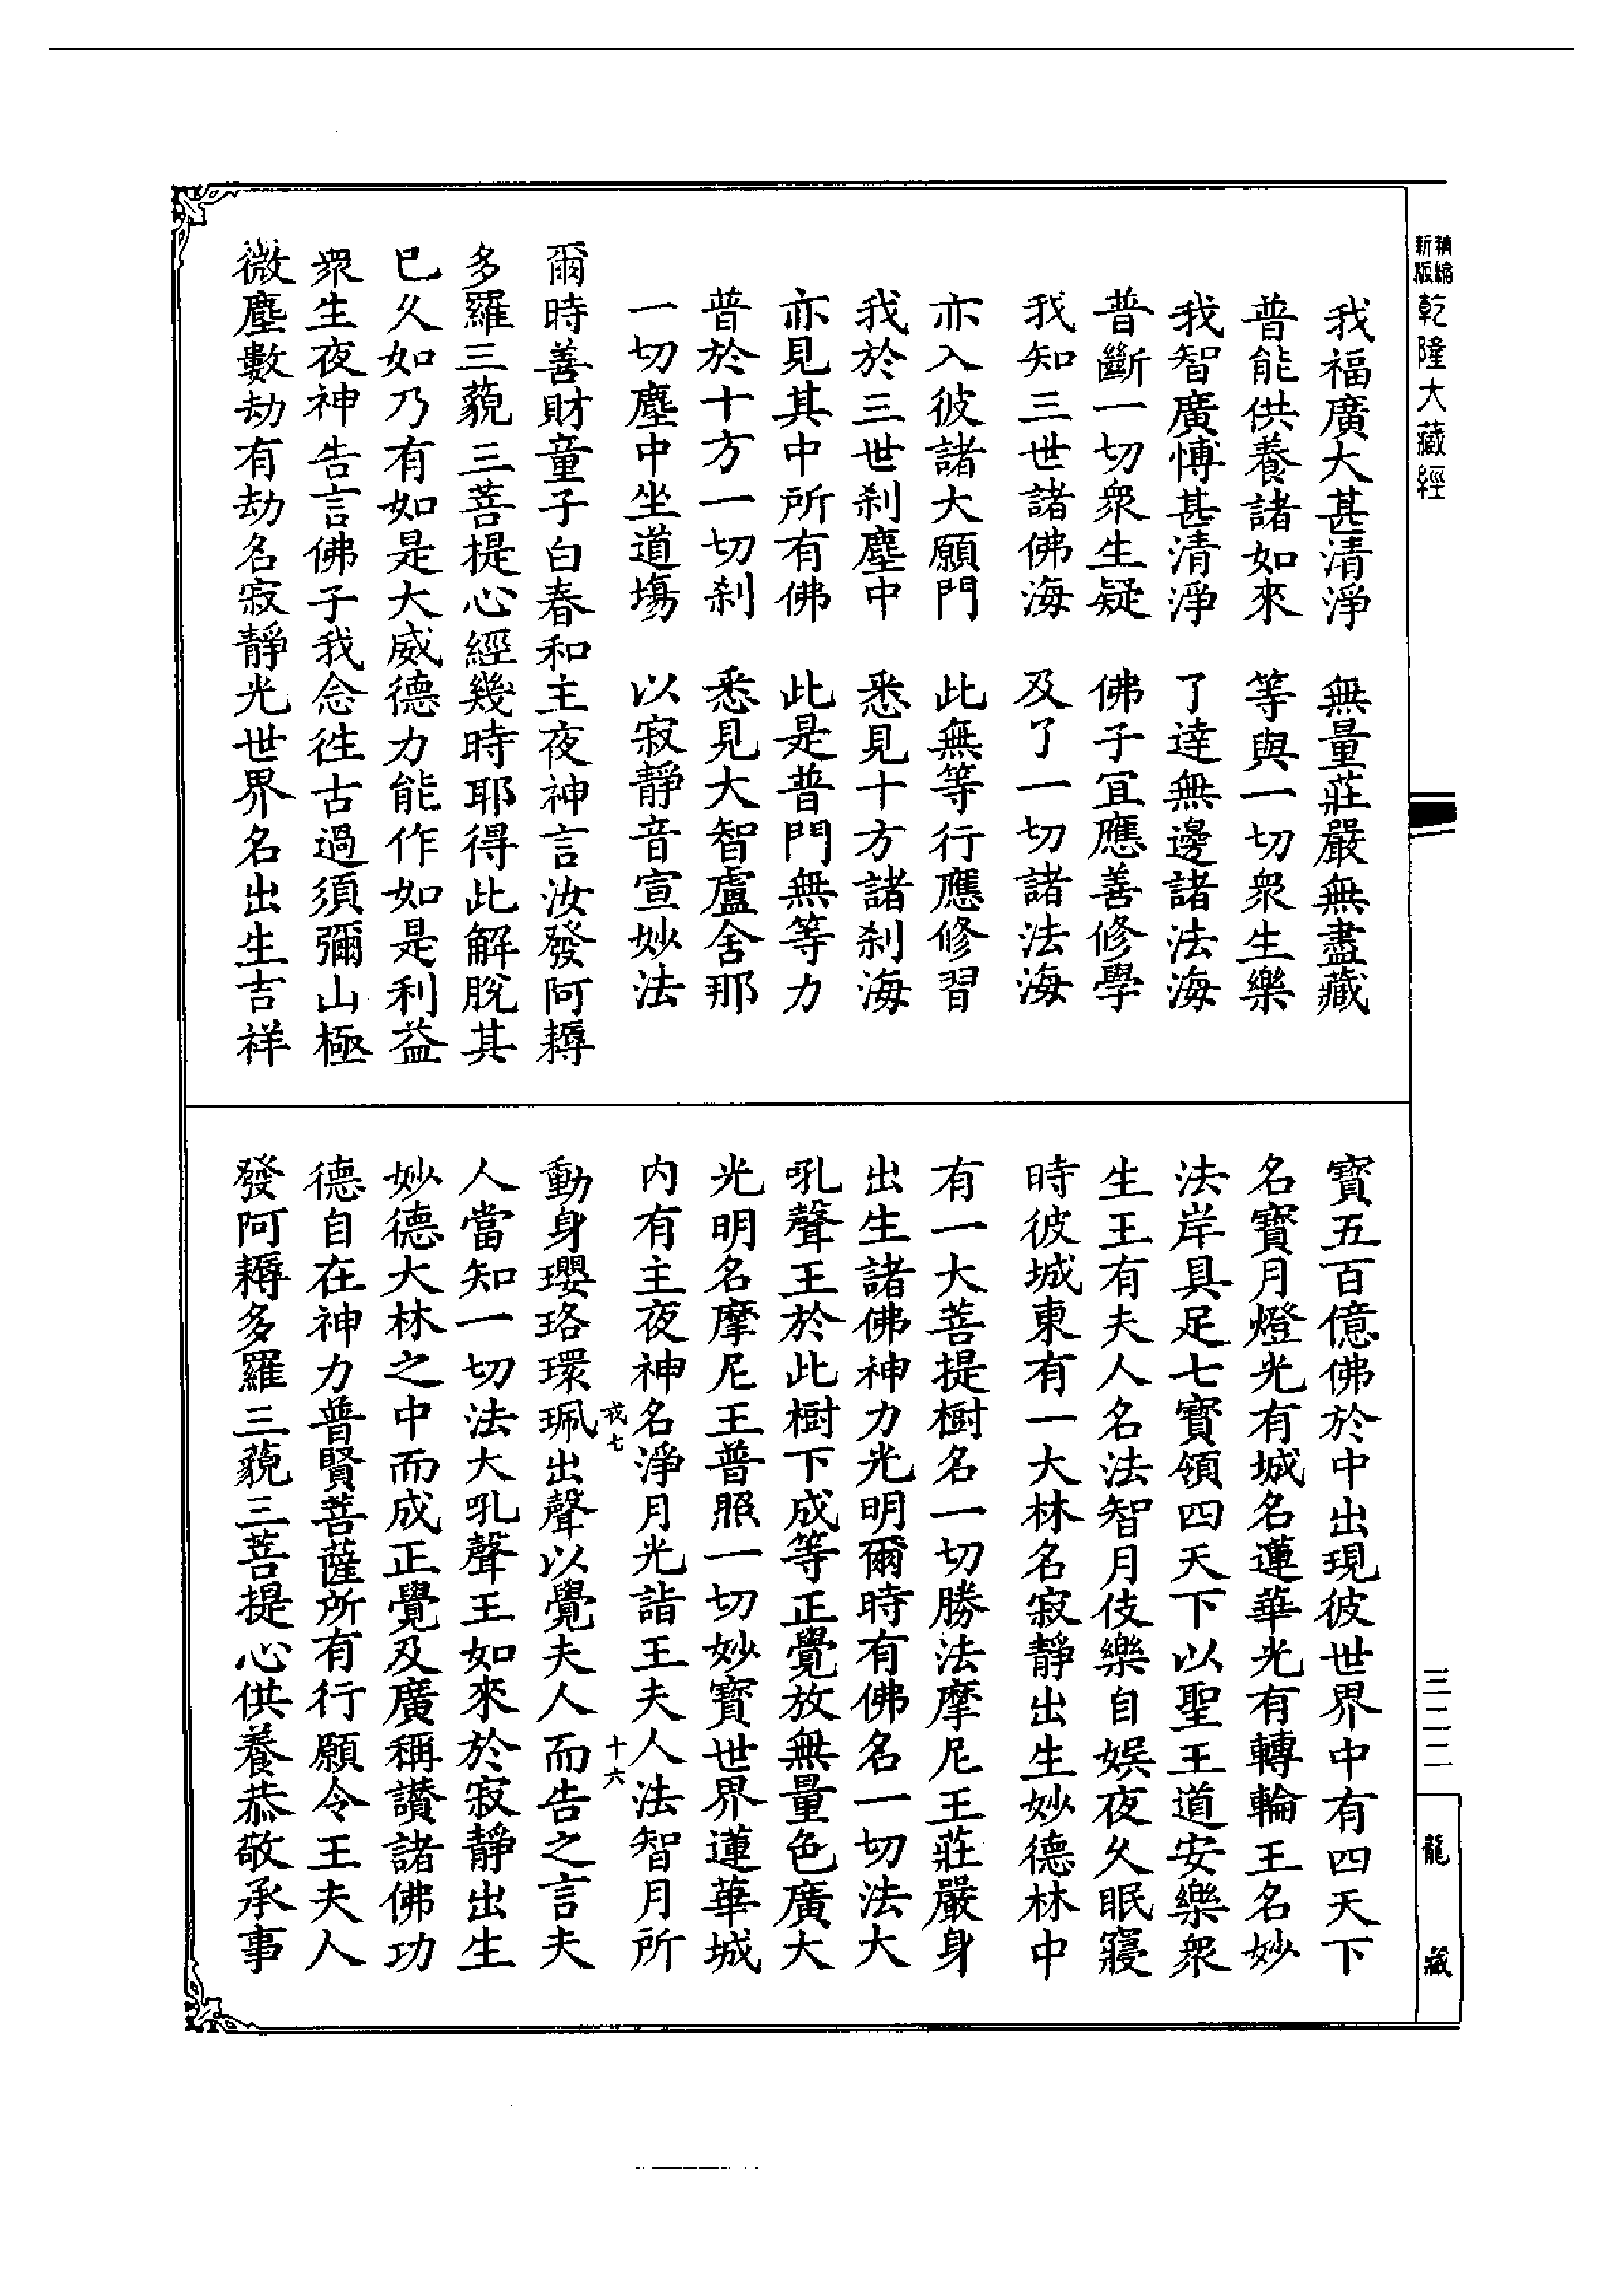 新版精縮
乾隆大藏經
三二二
龍藏
我福廣大甚清淨　無量莊嚴無盡藏
普能供養諸如來　等與一切衆生樂
我智廣博甚清淨　了達無邊諸法海
普斷一切衆生疑　佛子宜應善修學
我知三世諸佛海　及了一切諸法海
亦入彼諸大願門　此無等行應修習
我於三世刹塵中　悉見十方諸刹海
亦見其中所有佛　此是普門無等力
普於十方一切刹　悉見大智盧舍那
一切塵中坐道場　以寂靜音宣妙法
爾時善財童子白春和主夜神言汝發阿耨
多羅三藐三菩提心經幾時耶得此解脫其
已久如乃有如是大威德力能作如是利益
衆生夜神告言佛子我念往古過須彌山極
微塵數劫有劫名寂靜光世界名出生吉祥
寶五百億佛於中出現彼世界中有四天下
名寶月燈光有城名蓮華光有轉輪王名妙
法岸具足七寶領四天下以聖王道安樂衆
生王有夫人名法智月伎樂自娛夜久眠寢
時彼城東有一大林名寂靜出生妙德林中
有一大菩提樹名一切勝法摩尼王莊嚴身
出生諸佛神力光明爾時有佛名一切法大
吼聲王於此樹下成等正覺放無量色廣大
光明名摩尼王普照一切妙寶世界蓮華城
内有主夜神名淨月光詣王夫人法智月所
戎七　十六
動身瓔珞環珮出聲以覺夫人而告之言夫
人當知一切法大吼聲王如來於寂靜出生
妙德大林之中而成正覺及廣稱讚諸佛功
德自在神力普賢菩薩所有行願令王夫人
發阿耨多羅三藐三菩提心供養恭敬承事